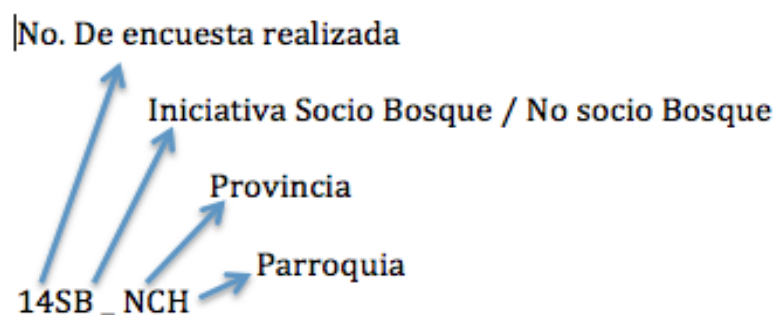 No. De encuesta realizada
Iniciativa Socio Bosque / No socio Bosque
Provincia
Parroquia
14SB _ NCH